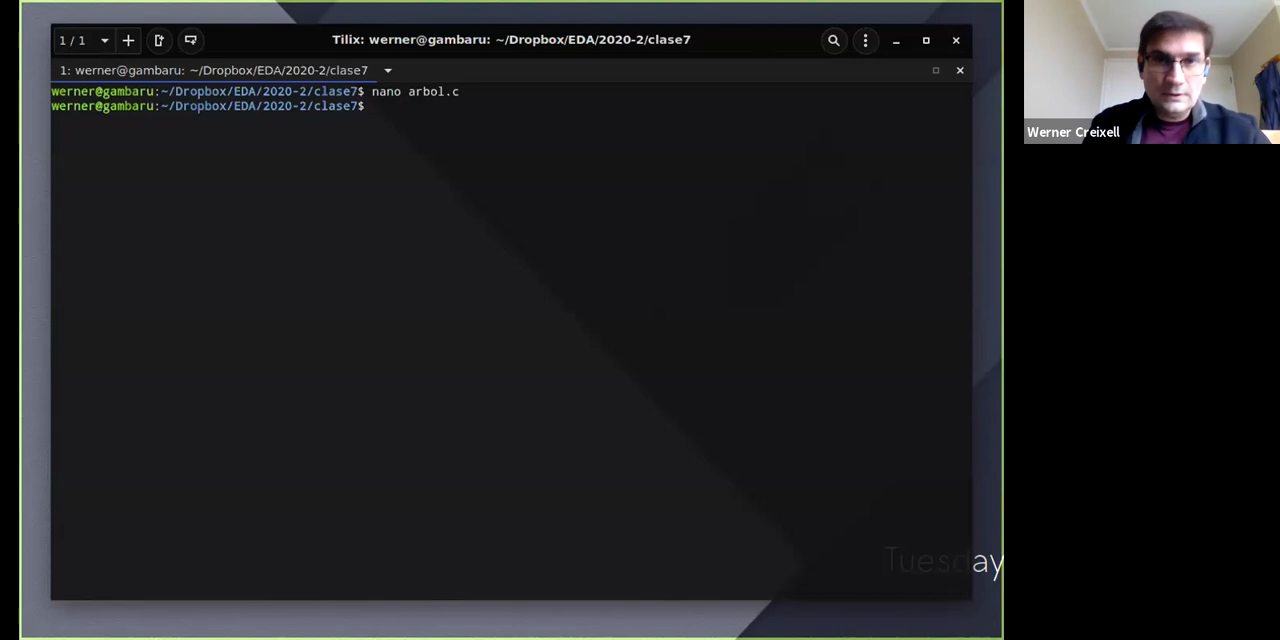 1 / 1
Tilix: werner@gambaru: ~/Dropbox/EDA/2020-2/clase7
1: werner@gambaru: ~/Dropbox/EDA/2020-2/clase7
werner@gambaru:~/Dropbox/EDA/2020-2/clase7$ nano arbol.c
werner@gambaru:~/Dropbox/EDA/2020-2/clase7$
Tuesday
Werner Creixell